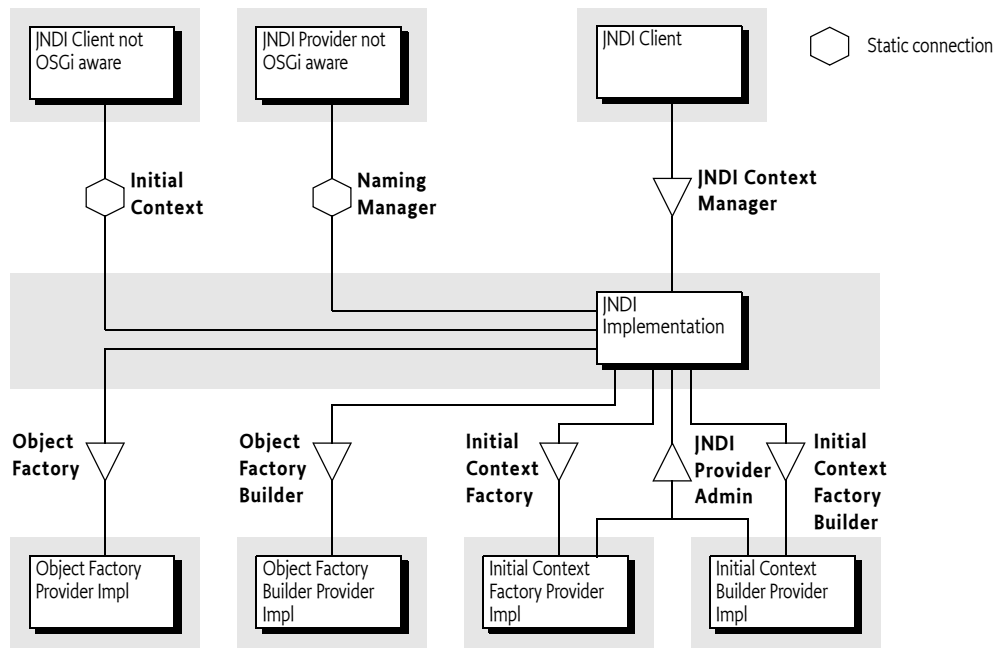 JNDI Client not
OSGi aware
JNDI Provider not
OSGi aware
JNDI Client
Static connection
Initial
Context
Naming
Manager
JNDI Context
Manager
JNDI
Implementation
Object
Factory
Object
Factory
Builder
Initial
Context
Factory
JNDI
Provider
Admin
Initial
Context
Factory
Builder
Object Factory
Provider Impl
Object Factory
Builder Provider
Impl
Initial Context
Factory Provider
Impl
Initial Context
Builder Provider
Impl